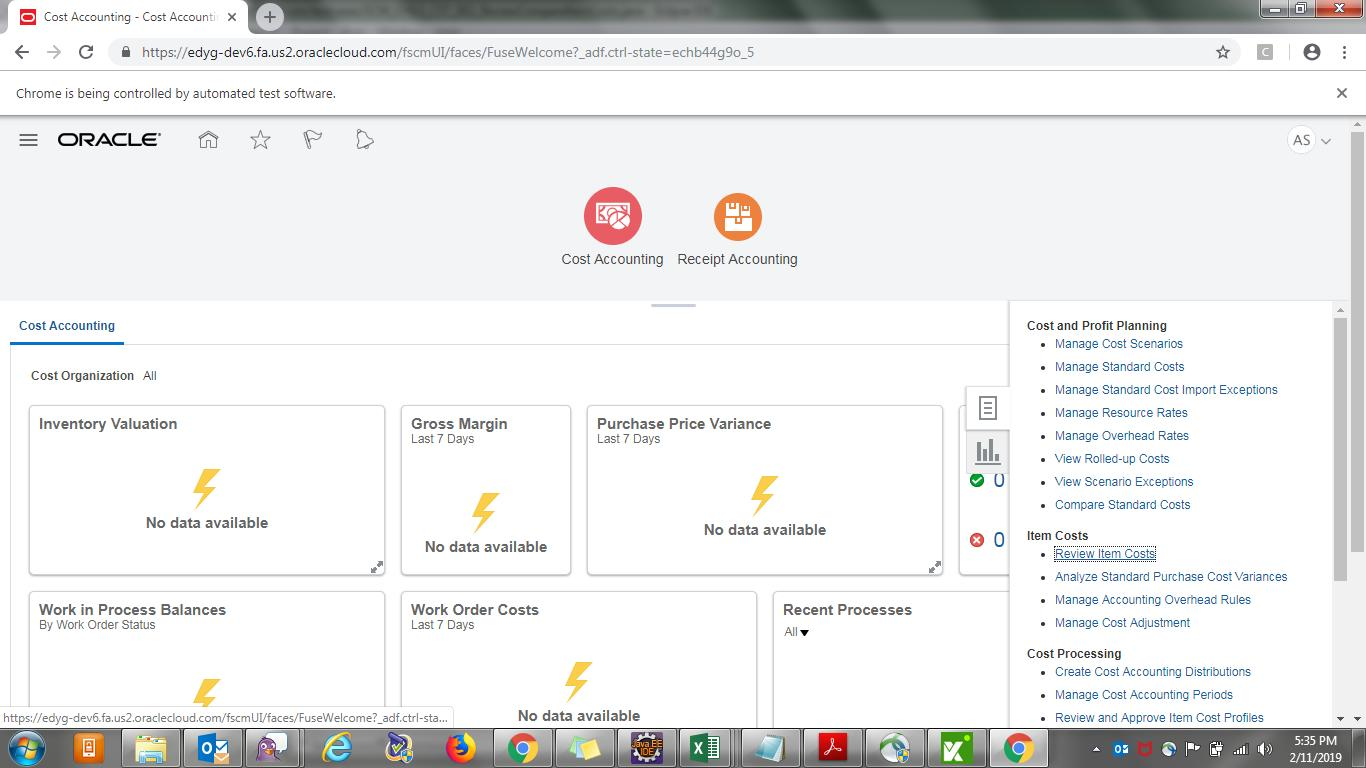 Cost Accounting - Cost Accountin
https://edyg-dev6.fa.us2.oraclecloud.com/fscmUI/faces/FuseWelcome?_adf.ctrl-state=echb44g9o_5
C
Chrome is being controlled by automated test software.
ORACLE
AS
Cost Accounting
Receipt Accounting
Cost Accounting
Cost Organization All
Inventory Valuation
No data available
Gross Margin
Last 7 Days
No data available
Purchase Price Variance
Last 7 Days
No data available
0
0
Work in Process Balances
By Work Order Status
Work Order Costs
Last 7 Days
No data available
Recent Processes
All
Cost and Profit Planning
Manage Cost Scenarios
Manage Standard Costs
Manage Standard Cost Import Exceptions
Manage Resource Rates
Manage Overhead Rates
View Rolled-up Costs
View Scenario Exceptions
Compare Standard Costs
Item Costs
Review Item Costs
Analyze Standard Purchase Cost Variances
Manage Accounting Overhead Rules
Manage Cost Adjustment
Cost Processing
Create Cost Accounting Distributions
Manage Cost Accounting Periods
Review and Approve Item Cost Profiles
https://edyg-dev6.fa.us2.oraclecloud.com/fscmUI/faces/FuseWelcome?_adf.ctrl-sta...
Java EE
IDE
5:35 PM
2/11/2019